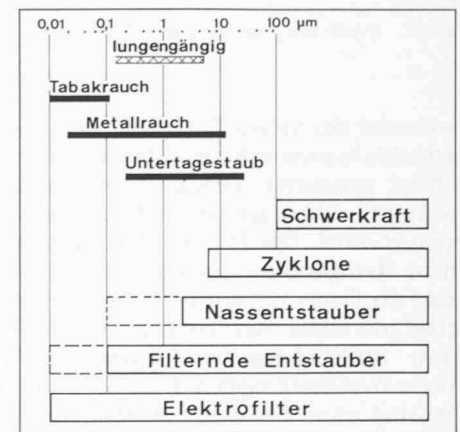 0,01 0,1 1 10 100 µm
lungengängig
Tabakrauch
Metallrauch
Untertagestaub
Schwerkraft
Zyklone
Nassentstauber
Filternde Entstauber
Elektrofilter